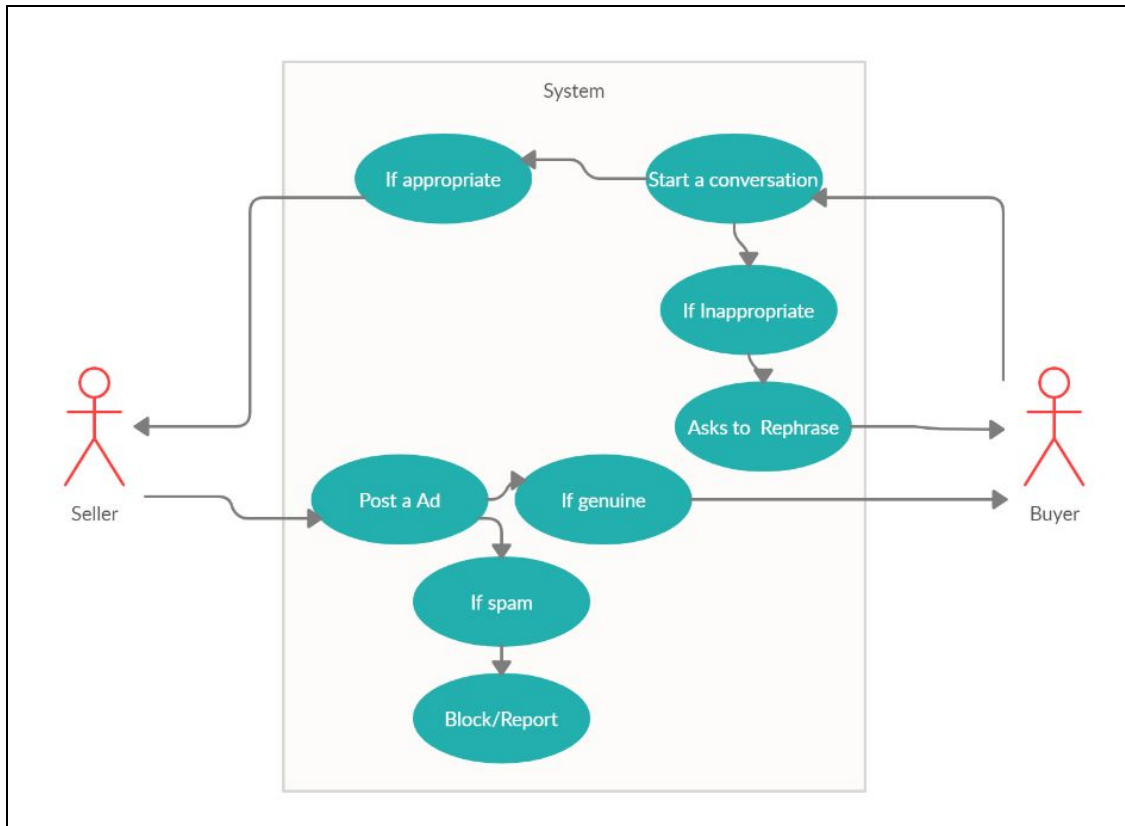 System
If appropriate
Start a conversation
If Inappropriate
Asks to Rephrase
Post a Ad
If genuine
Seller
Buyer
If spam
Block/Report